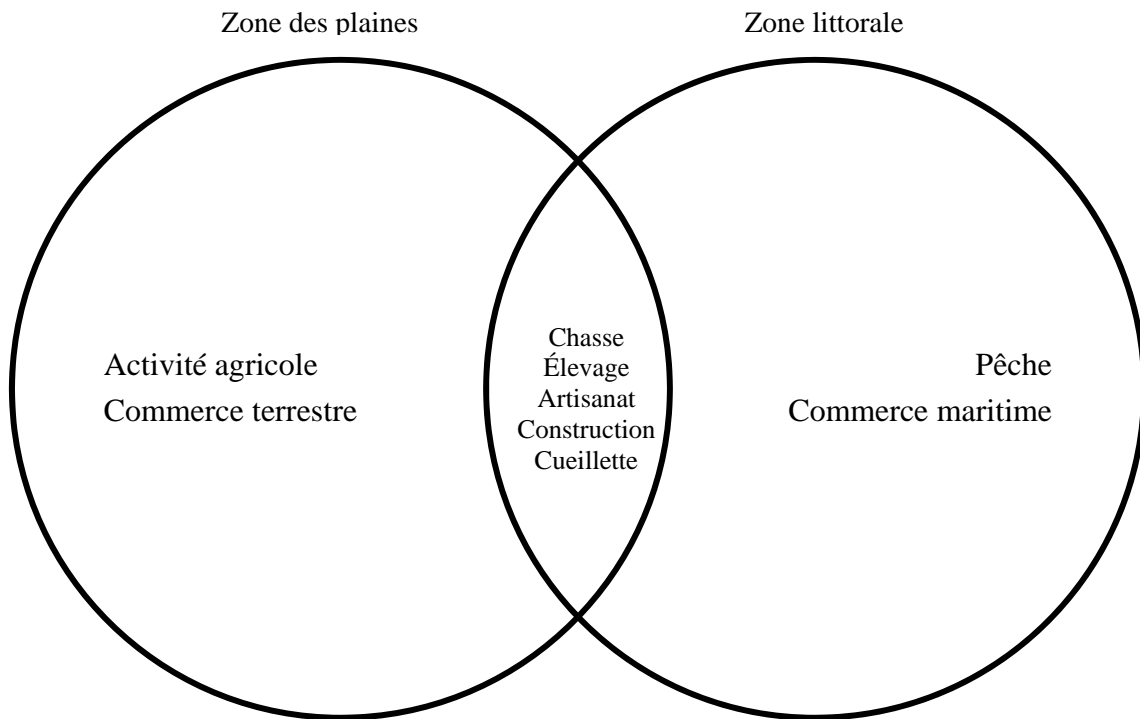 Zone des plaines
Zone littorale
Activité agricole
Commerce terrestre
Chasse
Élevage
Artisanat
Construction
Cueillette
Pêche
Commerce maritime